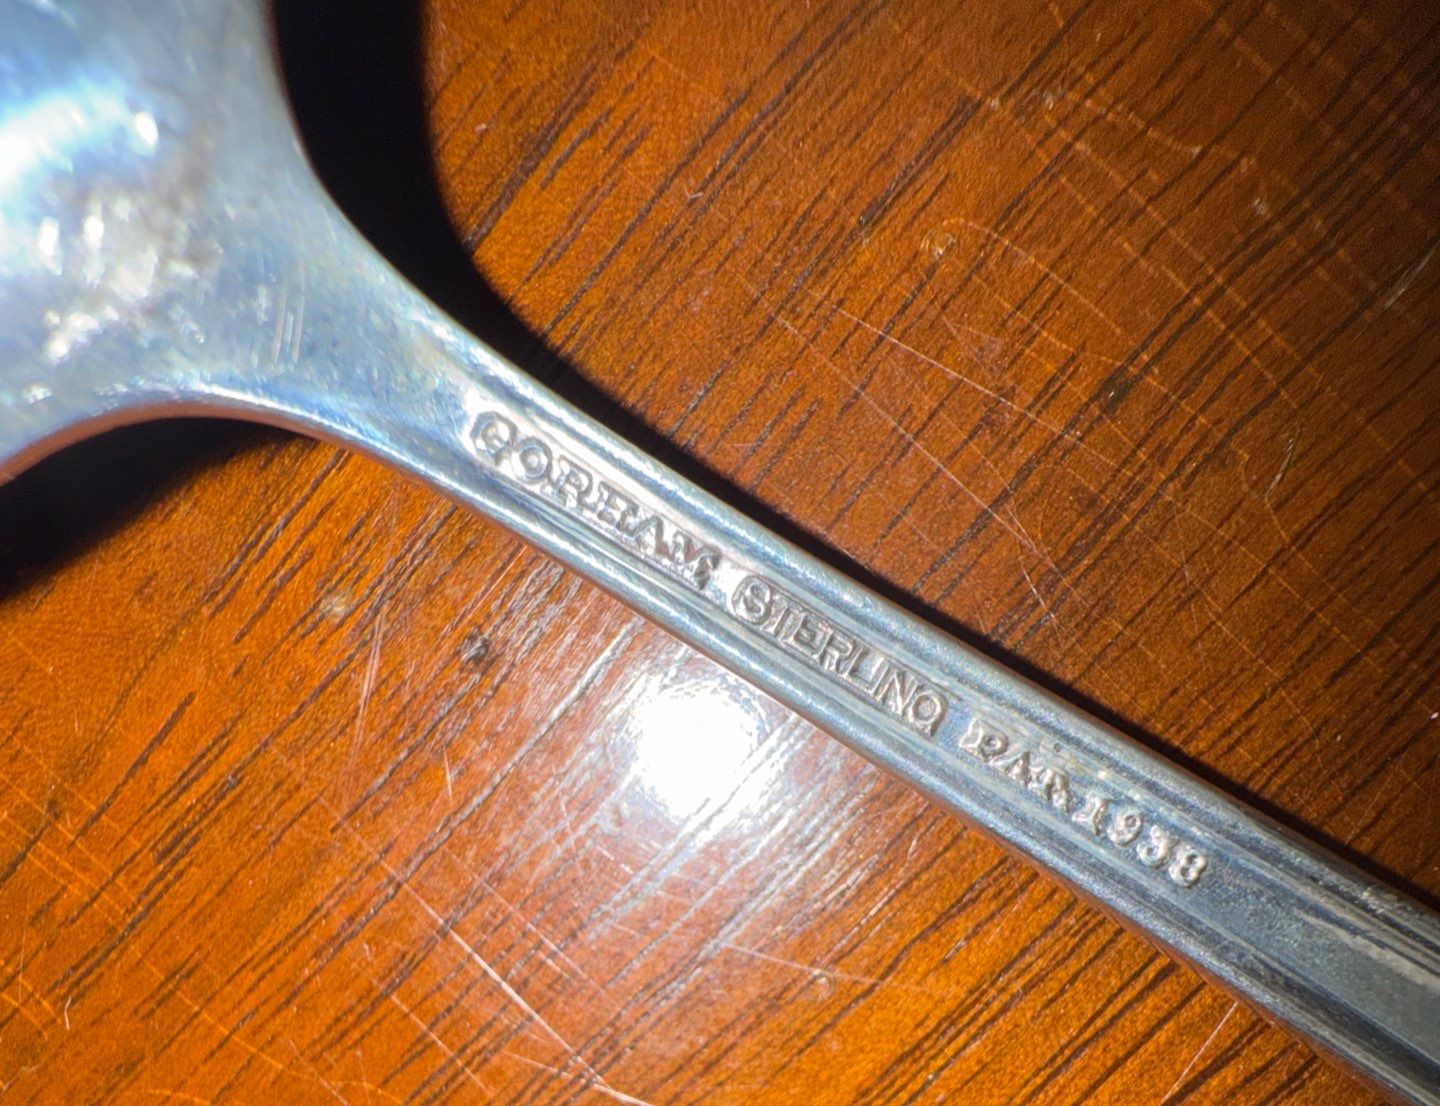 GORHAM STERLING PAT. 1938